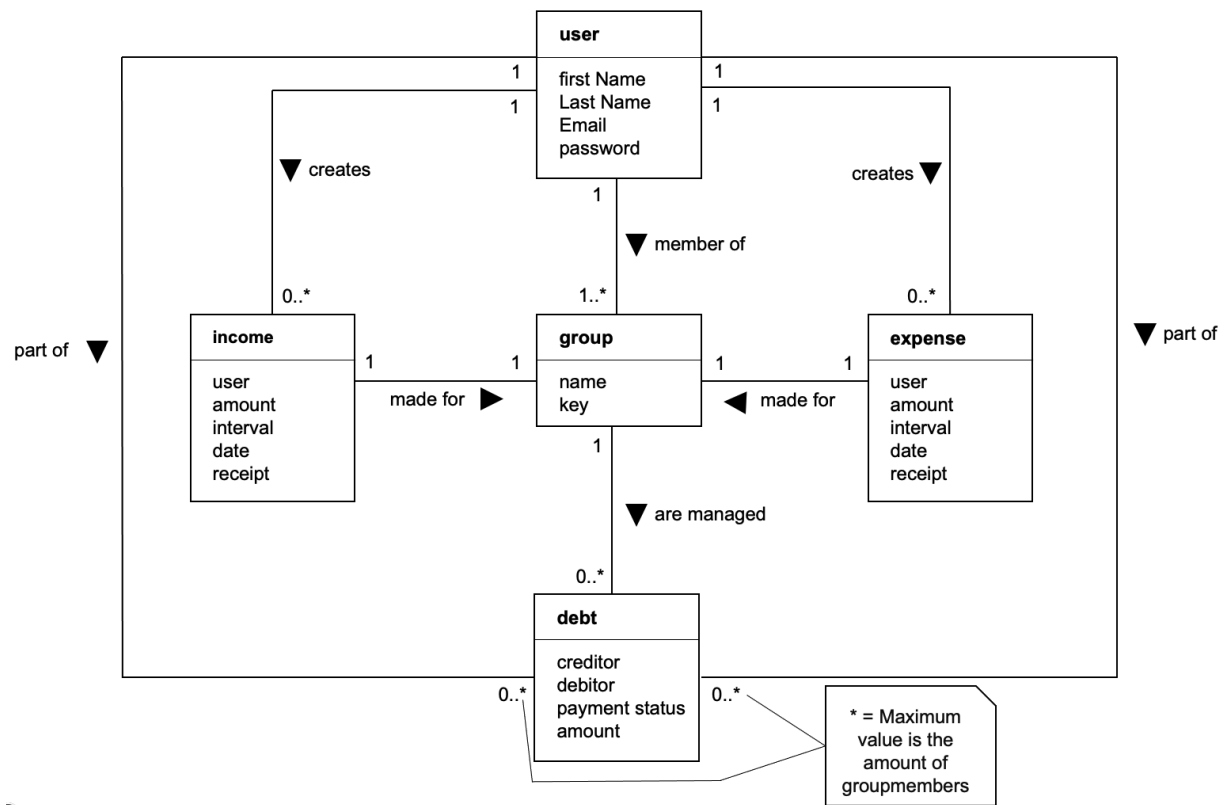 user
1
1
1
1
first Name
Last Name
Email
password
creates
creates
1
member of
0..*
1..*
0..*
part of
part of
income
user
amount
interval
date
receipt
1
1
made for
group
name
key
1
1
made for
expense
user
amount
interval
date
receipt
1
are managed
0..*
debt
creditor
debitor
payment status
amount
0..*
0..*
* = Maximum
value is the
amount of
groupmembers